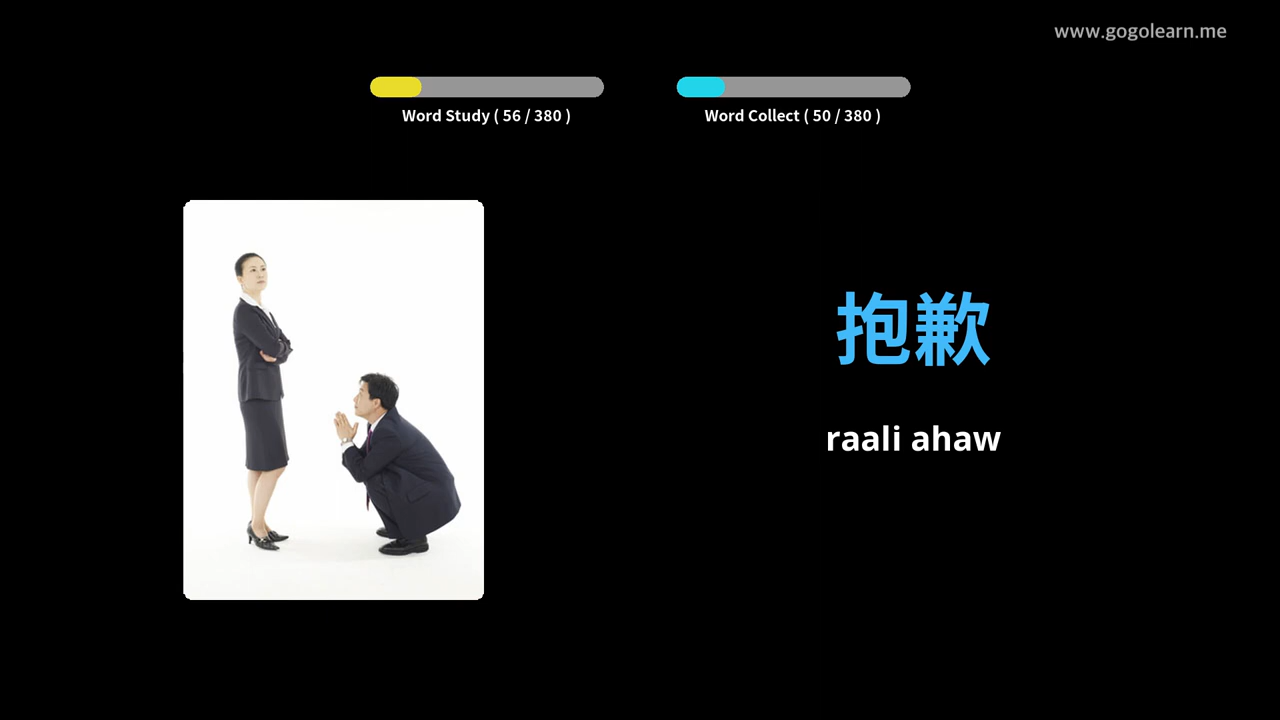 www.gogolearn.me
Word Study ( 56 / 380 )
Word Collect ( 50 / 380 )
抱歉
raali ahaw